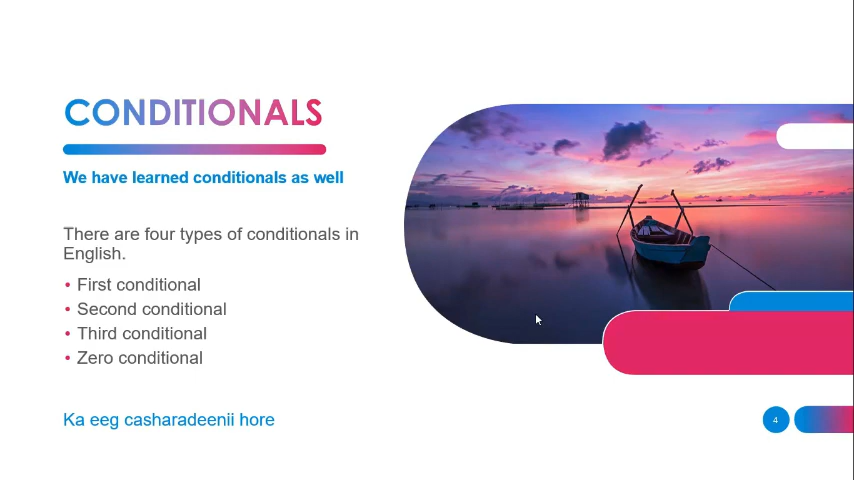 CONDITIONALS
We have learned conditionals as well
There are four types of conditionals in
English.
• First conditional
• Second conditional
• Third conditional
• Zero conditional
Ka eeg casharadeenii hore
4